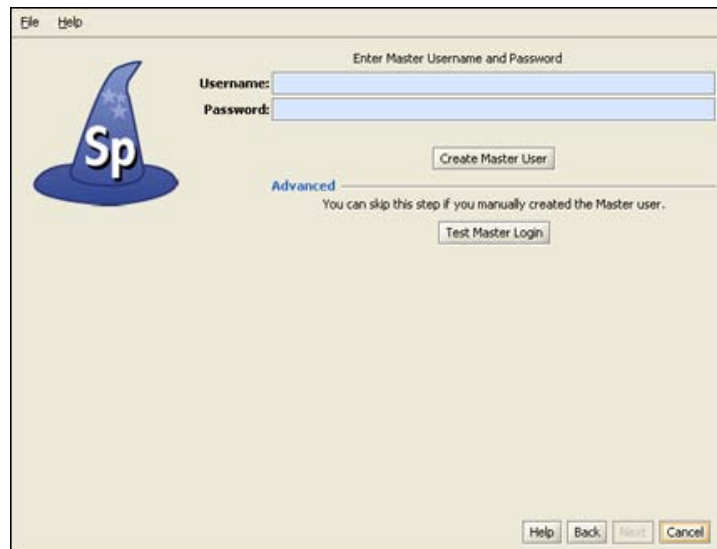 File Help
Enter Master Username and Password
Username:
Password:
Sp
Create Master User
Advanced
You can skip this step if you manually created the Master user.
Test Master Login
Help Back Next Cancel